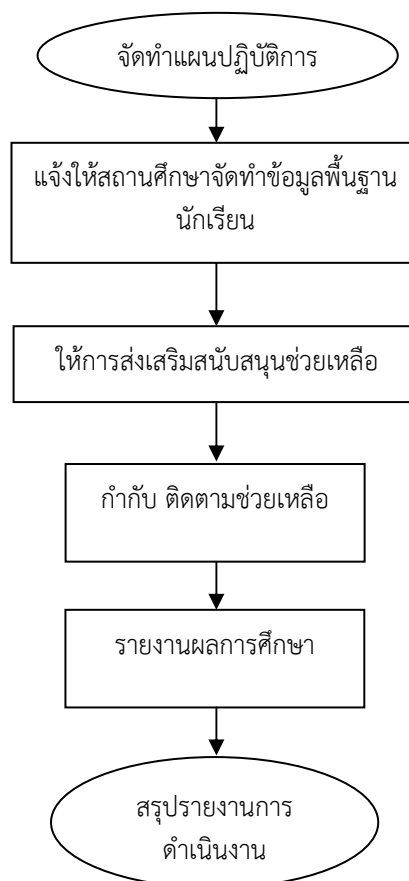 จัดทำแผนปฏิบัติการ
แจ้งให้สถานศึกษาจัดทำข้อมูลพื้นฐาน
นักเรียน
ให้การส่งเสริมสนับสนุนช่วยเหลือ
กำกับ ติดตามช่วยเหลือ
รายงานผลการศึกษา
สรุปรายงานการ
ดำเนินงาน